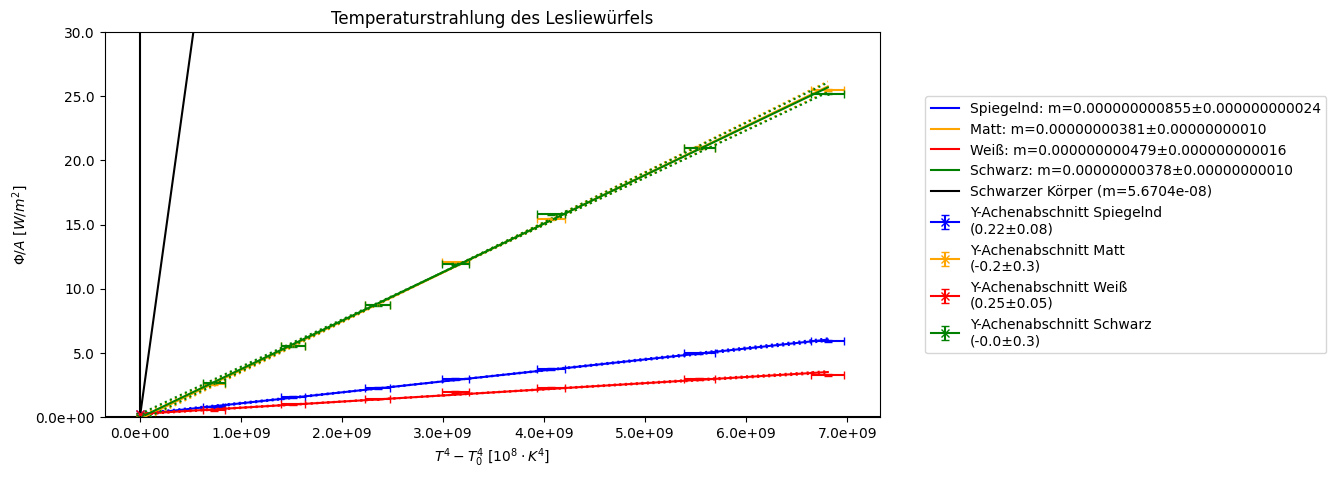 Temperaturstrahlung des Lesliewürfels
30.0
25.0
20.0
15.0
10.0
5.0
0.0e+00
Φ/A [W/m²]
0.0e+00 1.0e+09 2.0e+09 3.0e+09 4.0e+09 5.0e+09 6.0e+09 7.0e+09
T⁴ − T₀⁴ [10⁸ · K⁴]
Spiegelnd: m=0.000000000855±0.000000000024
Matt: m=0.00000000381±0.00000000010
Weiß: m=0.000000000479±0.000000000016
Schwarz: m=0.00000000378±0.00000000010
Schwarzer Körper (m=5.6704e-08)
Y-Achenabschnitt Spiegelnd
(0.22±0.08)
Y-Achenabschnitt Matt
(-0.2±0.3)
Y-Achenabschnitt Weiß
(0.25±0.05)
Y-Achenabschnitt Schwarz
(-0.0±0.3)